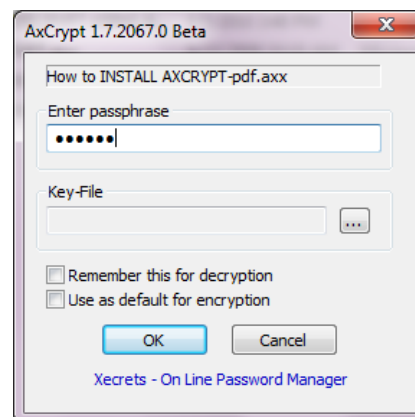 AxCrypt 1.7.2067.0 Beta
How to INSTALL AXCRYPT-pdf.axx
Enter passphrase
••••••
Key-File
...
Remember this for decryption
Use as default for encryption
OK Cancel
Xecrets - On Line Password Manager